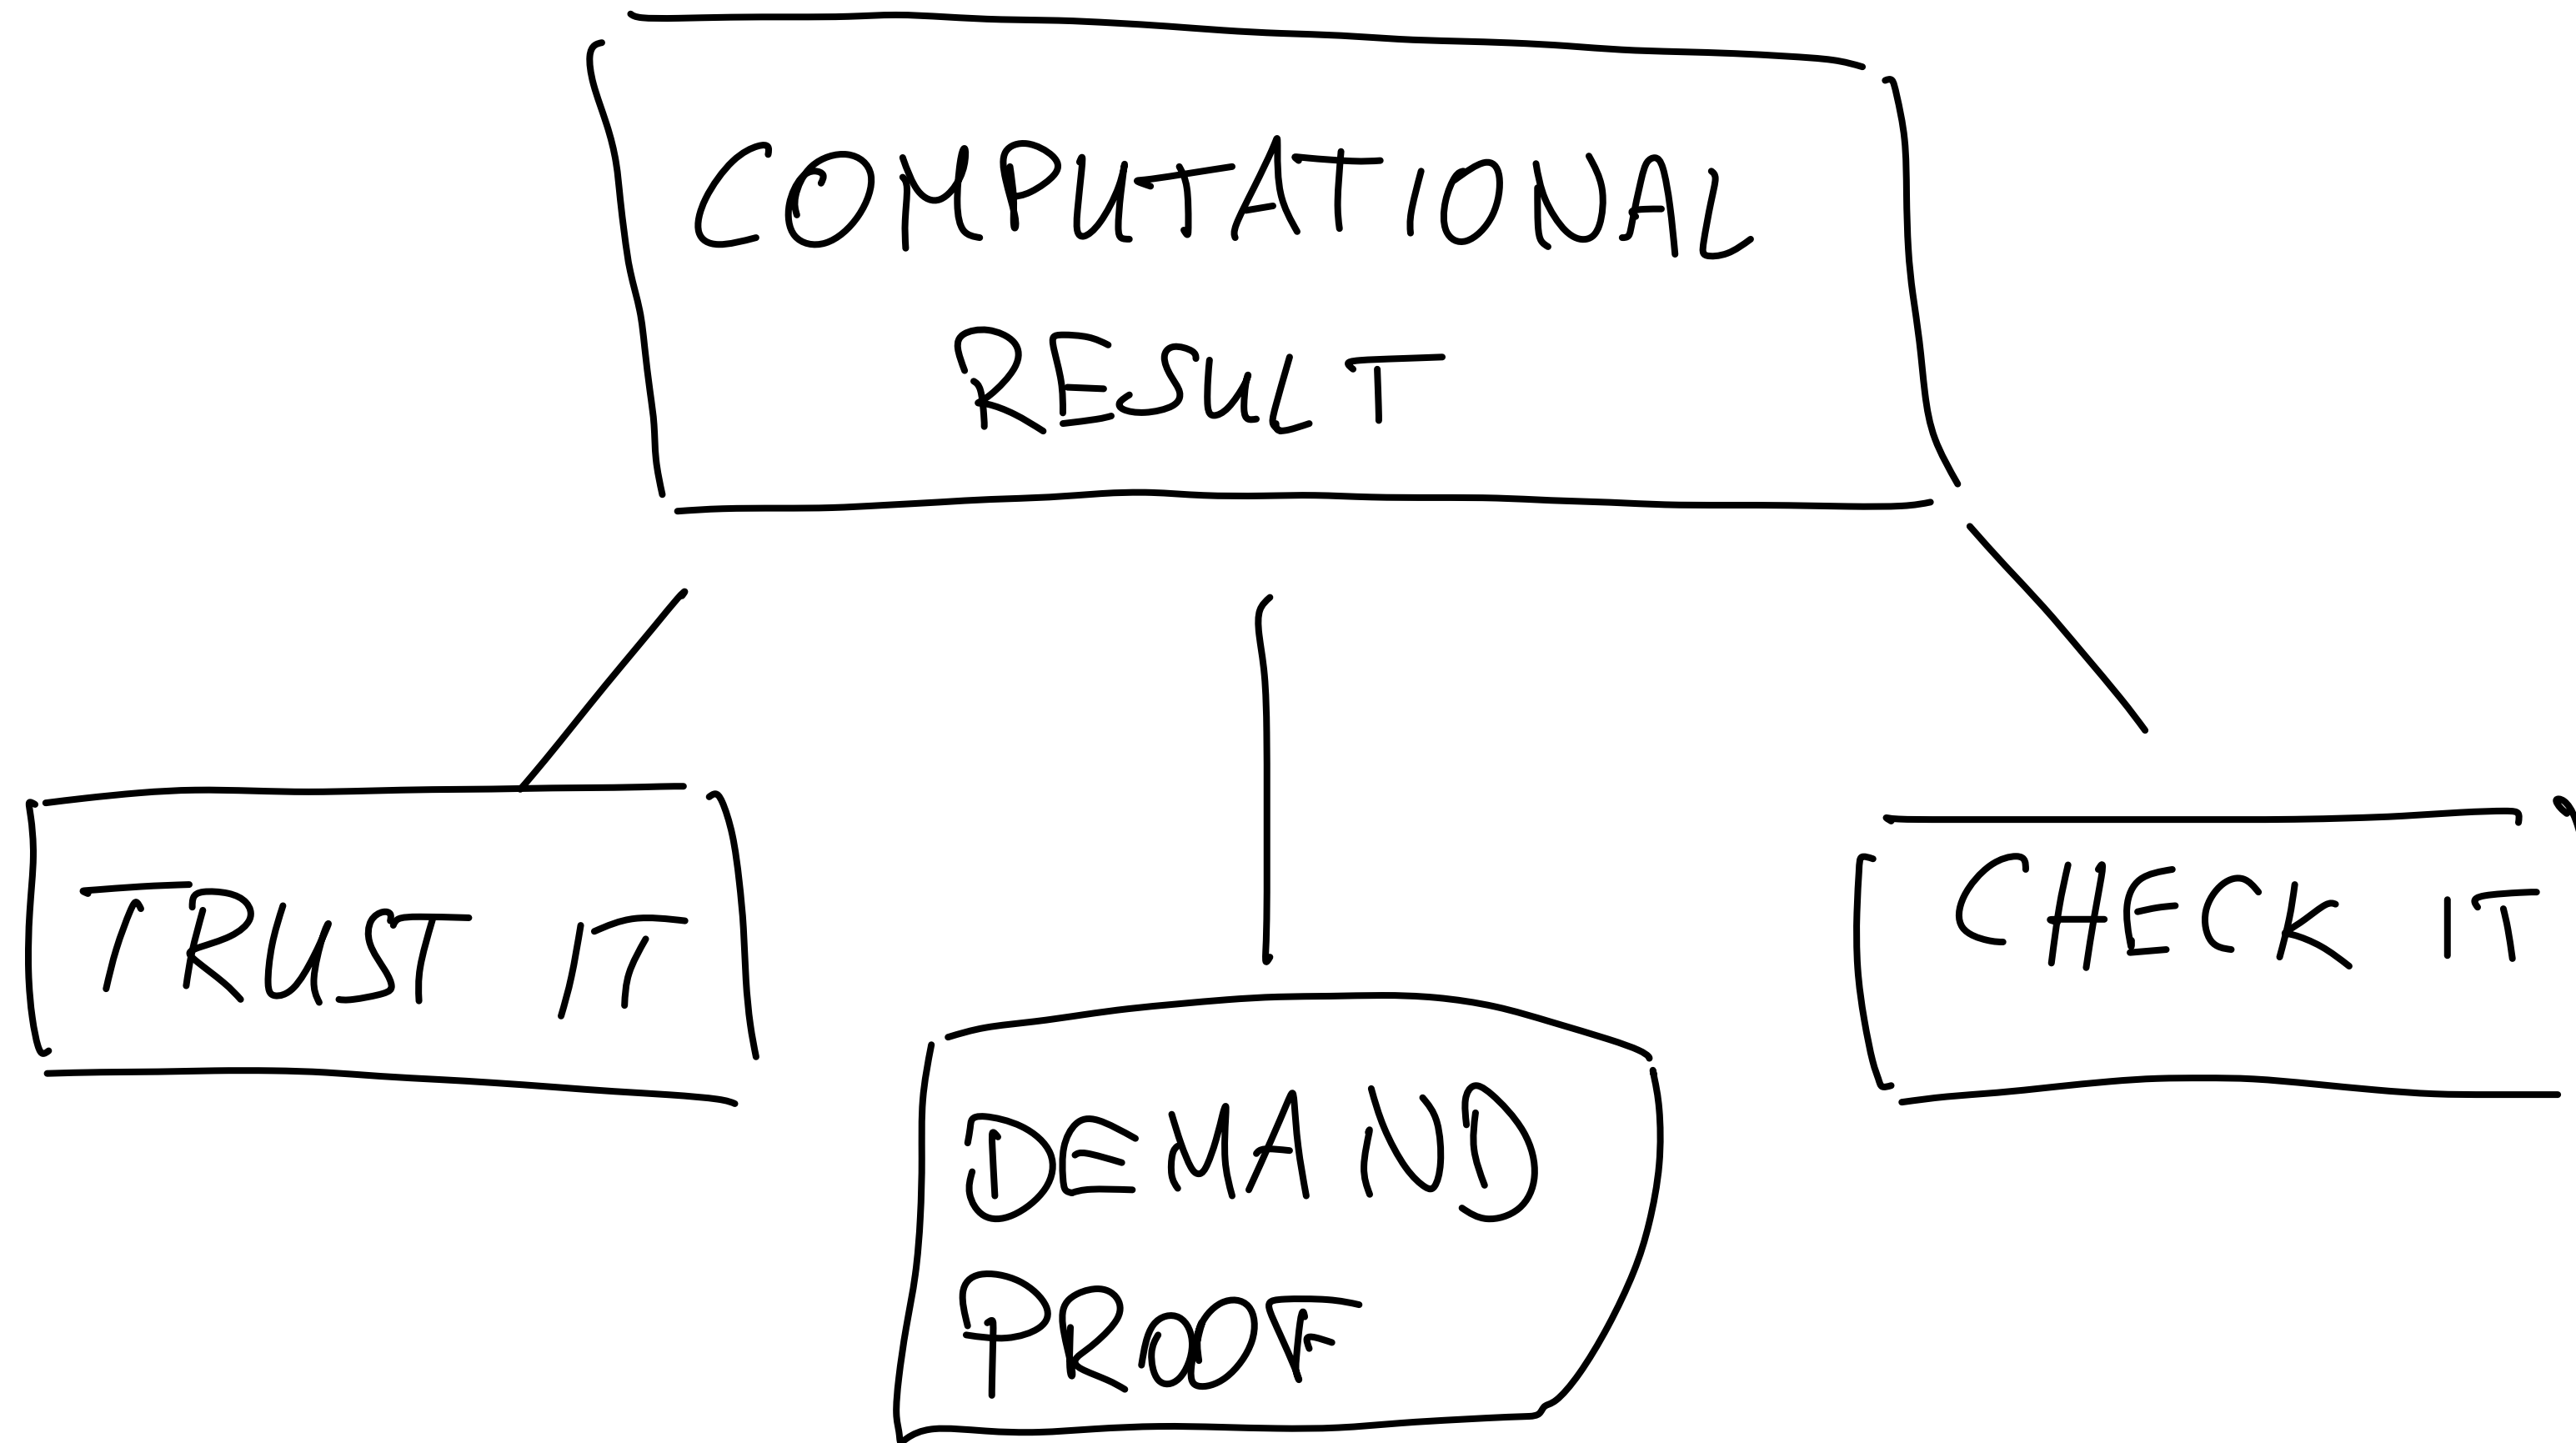 COMPUTATIONAL
RESULT
TRUST IT
CHECK IT
DEMAND
PROOF